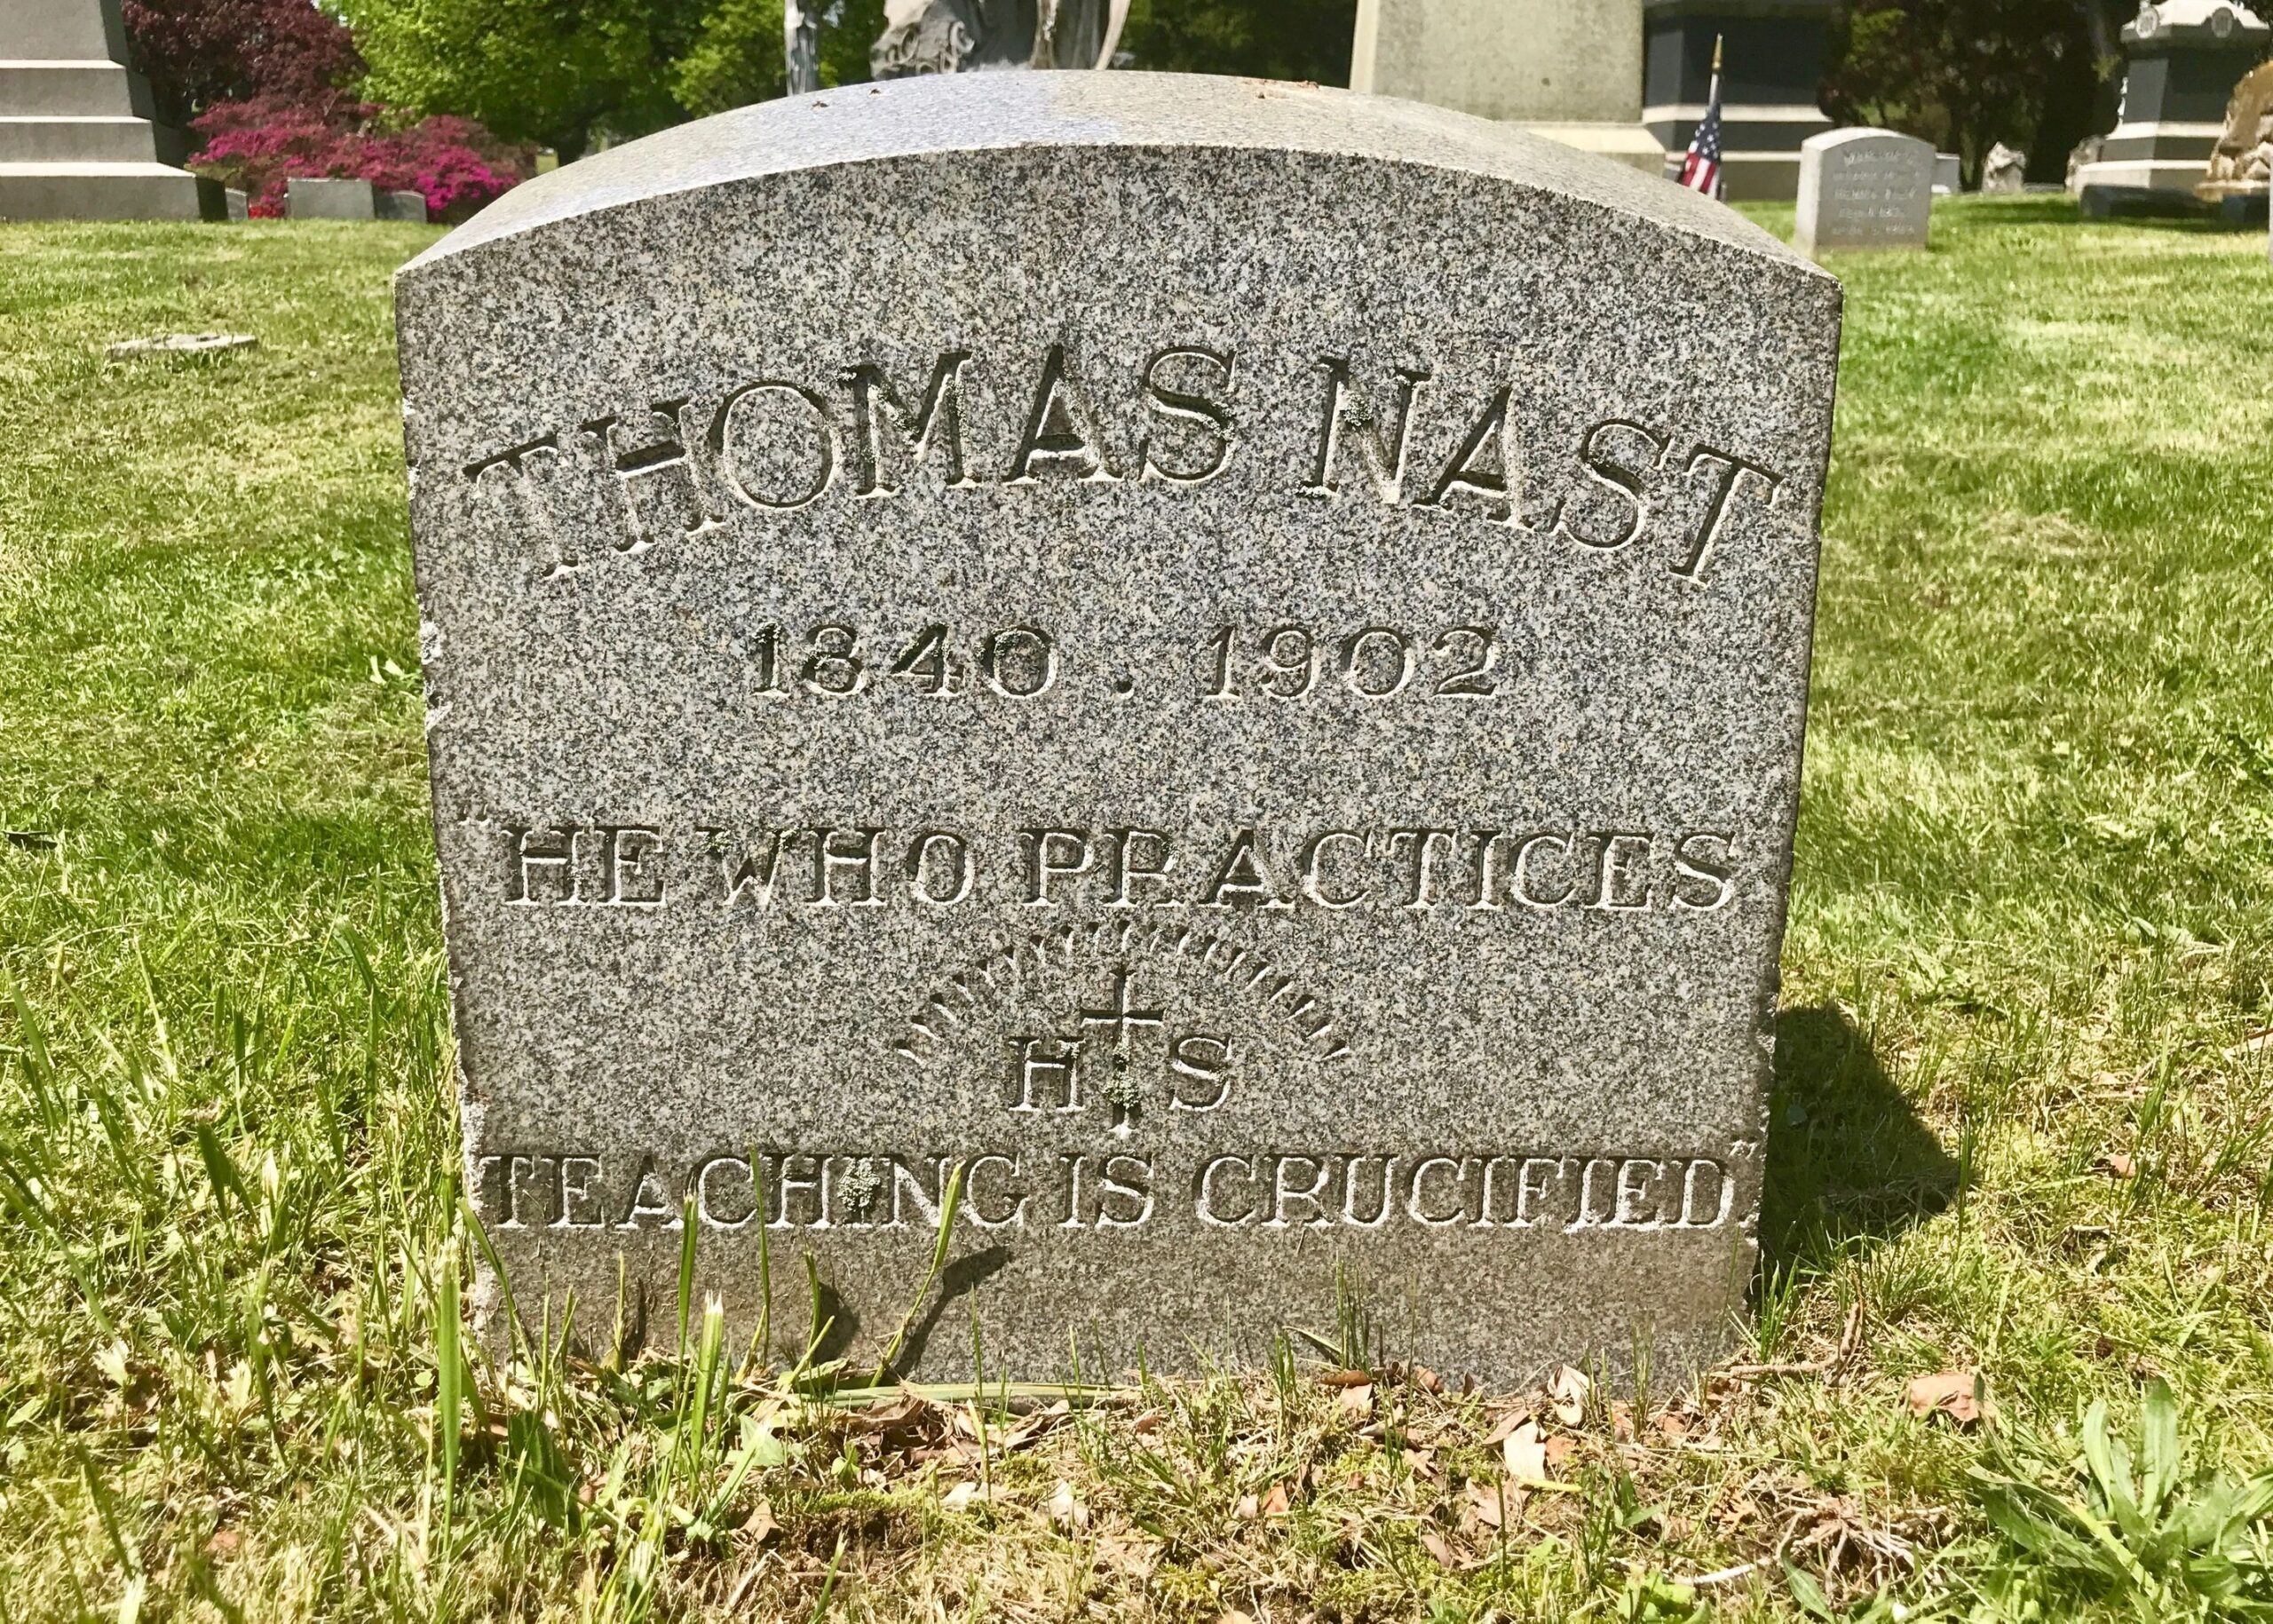 THOMAS NAST
1840 . 1902
"HE WHO PRACTICES
H S
TEACHING IS CRUCIFIED."